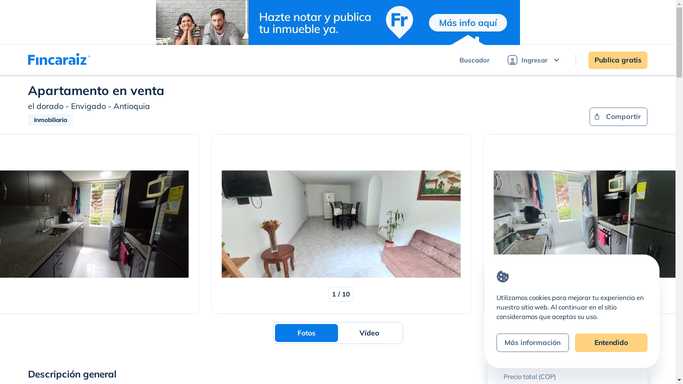 Hazte notar y publica
tu inmueble ya.
Fr
Más info aquí
Fincaraiz
Buscador
Ingresar
Publica gratis
Apartamento en venta
el dorado - Envigado - Antioquia
Inmobiliaria
Compartir
1 / 10
Fotos
Video
Utilizamos cookies para mejorar tu experiencia en
nuestro sitio web. Al continuar en el sitio
consideramos que aceptas su uso.
Más información
Entendido
Descripción general
Precio total (COP)